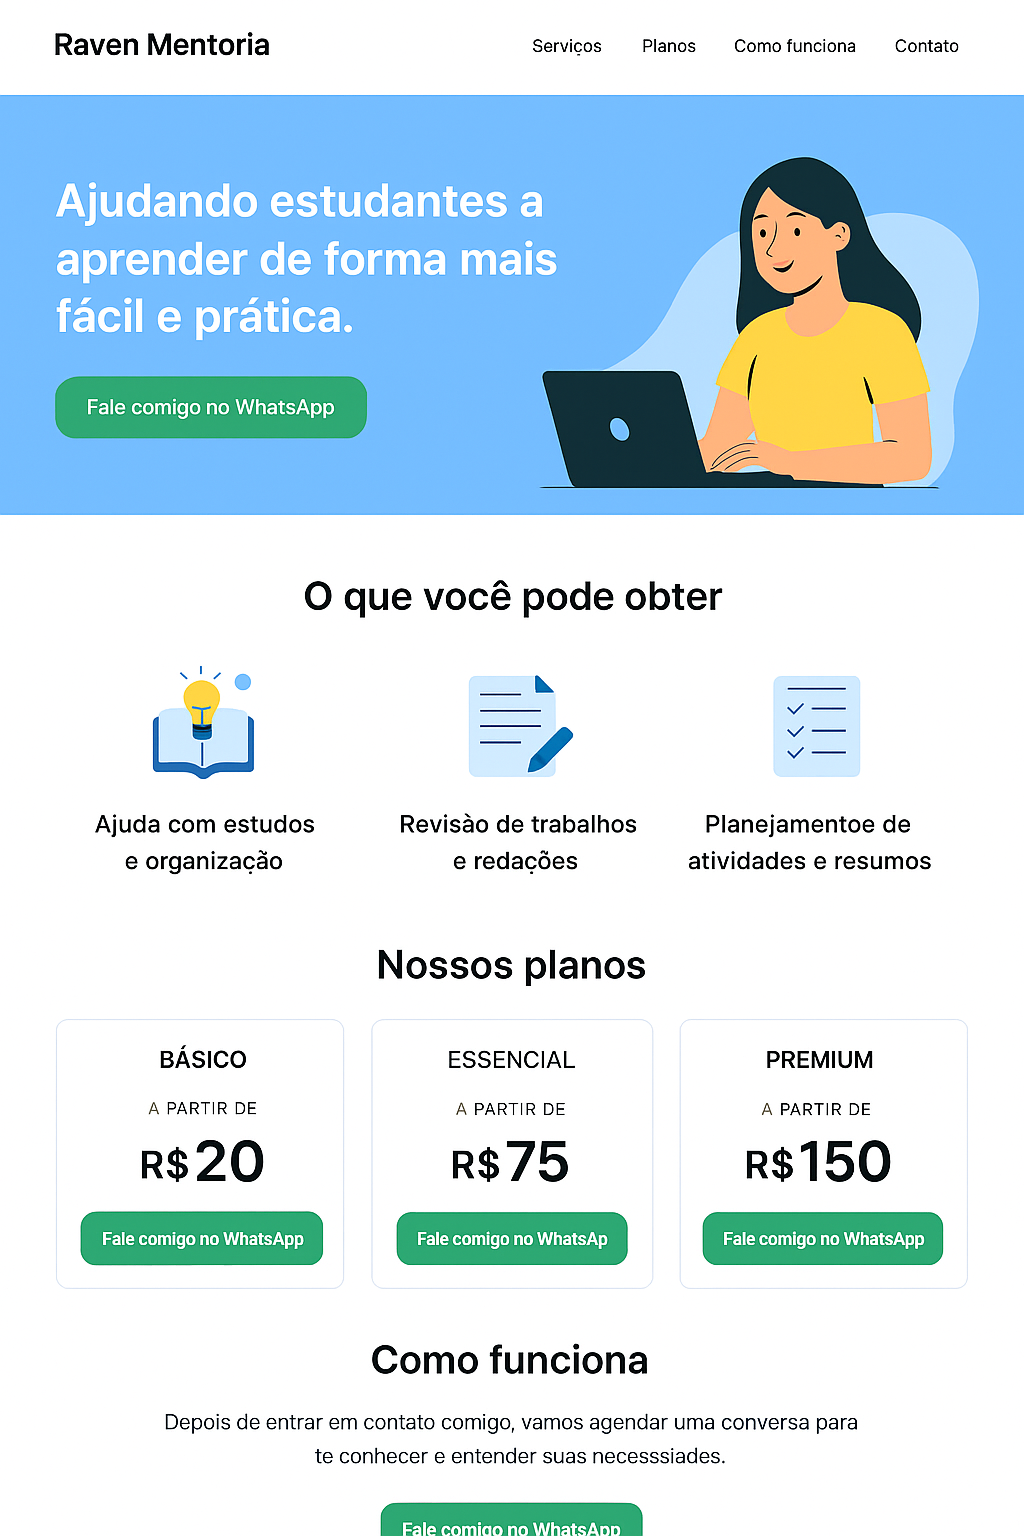 Raven Mentoria
Serviços
Planos
Como funciona
Contato
Ajudando estudantes a
aprender de forma mais
fácil e prática.
Fale comigo no WhatsApp
O que você pode obter
Ajuda com estudos
e organização
Revisào de trabalhos
e redações
Planejamentoe de
atividades e resumos
Nossos planos
BÁSICO
A PARTIR DE
R$20
Fale comigo no WhatsApp
ESSENCIAL
A PARTIR DE
R$75
Fale comigo no WhatsAp
PREMIUM
A PARTIR DE
R$150
Fale comigo no WhatsApp
Como funciona
Depois de entrar em contato comigo, vamos agendar uma conversa para
te conhecer e entender suas necesssiades.
Fale comigo no WhatsApp